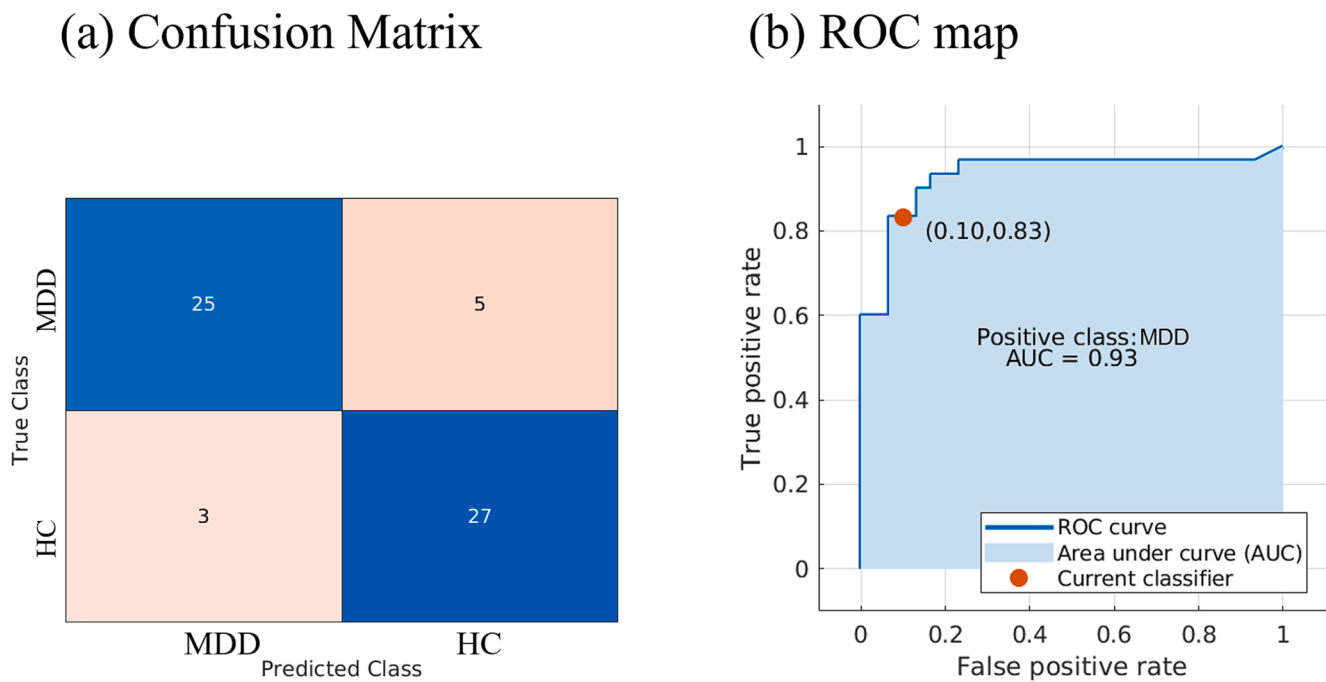 (a) Confusion Matrix
True Class
MDD
HC
25
5
3
27
MDD
HC
Predicted Class
(b) ROC map
True positive rate
1
0.8
0.6
0.4
0.2
0
(0.10,0.83)
Positive class:MDD
AUC = 0.93
ROC curve
Area under curve (AUC)
Current classifier
0
0.2
0.4
0.6
0.8
1
False positive rate